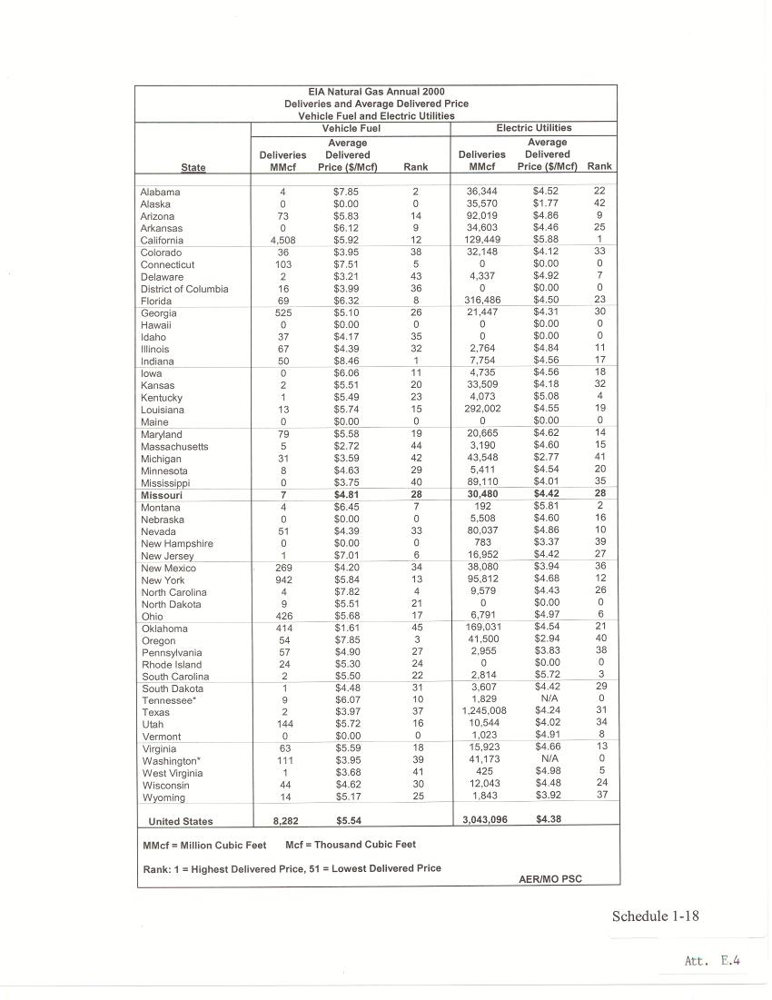 EIA Natural Gas Annual 2000
Deliveries and Average Delivered Price
Vehicle Fuel and Electric Utilities
Vehicle Fuel Electric Utilities
Average Average
Deliveries Delivered Deliveries Delivered
State MMcf Price ($/Mcf) Rank MMcf Price ($/Mcf) Rank
Alabama 4 $7.85 2 36,344 $4.52 22
Alaska 0 $0.00 0 35,570 $1.77 42
Arizona 73 $5.83 14 92,019 $4.86 9
Arkansas 0 $6.12 9 34,603 $4.46 25
California 4,508 $5.92 12 129,449 $5.88 1
Colorado 36 $3.95 38 32,148 $4.12 33
Connecticut 103 $7.51 5 0 $0.00 0
Delaware 2 $3.21 43 4,337 $4.92 7
District of Columbia 16 $3.99 36 0 $0.00 0
Florida 69 $6.32 8 316,486 $4.50 23
Georgia 525 $5.10 26 21,447 $4.31 30
Hawaii 0 $0.00 0 0 $0.00 0
Idaho 37 $4.17 35 0 $0.00 0
Illinois 67 $4.39 32 2,764 $4.84 11
Indiana 50 $8.46 1 7,754 $4.56 17
Iowa 0 $6.06 11 4,735 $4.56 18
Kansas 2 $5.51 20 33,509 $4.18 32
Kentucky 1 $5.49 23 4,073 $5.08 4
Louisiana 13 $5.74 15 292,002 $4.55 19
Maine 0 $0.00 0 0 $0.00 0
Maryland 79 $5.58 19 20,665 $4.62 14
Massachusetts 5 $2.72 44 3,190 $4.60 15
Michigan 31 $3.59 42 43,548 $2.77 41
Minnesota 8 $4.63 29 5,411 $4.54 20
Mississippi 0 $3.75 40 89,110 $4.01 35
Missouri 7 $4.81 28 30,480 $4.42 28
Montana 4 $6.45 7 192 $5.81 2
Nebraska 0 $0.00 0 5,508 $4.60 16
Nevada 51 $4.39 33 80,037 $4.86 10
New Hampshire 0 $0.00 0 783 $3.37 39
New Jersey 1 $7.01 6 16,952 $4.42 27
New Mexico 269 $4.20 34 38,080 $3.94 36
New York 942 $5.84 13 95,812 $4.68 12
North Carolina 4 $7.82 4 9,579 $4.43 26
North Dakota 9 $5.51 21 0 $0.00 0
Ohio 426 $5.68 17 6,791 $4.97 6
Oklahoma 414 $1.61 45 169,031 $4.54 21
Oregon 54 $7.85 3 41,500 $2.94 40
Pennsylvania 57 $4.90 27 2,955 $3.83 38
Rhode Island 24 $5.30 24 0 $0.00 0
South Carolina 2 $5.50 22 2,814 $5.72 3
South Dakota 1 $4.48 31 3,607 $4.42 29
Tennessee* 9 $6.07 10 1,829 N/A 0
Texas 2 $3.97 37 1,245,008 $4.24 31
Utah 144 $5.72 16 10,544 $4.02 34
Vermont 0 $0.00 0 1,023 $4.91 8
Virginia 63 $5.59 18 15,923 $4.66 13
Washington* 111 $3.95 39 41,173 N/A 0
West Virginia 1 $3.68 41 425 $4.98 5
Wisconsin 44 $4.62 30 12,043 $4.48 24
Wyoming 14 $5.17 25 1,843 $3.92 37
United States 8,282 $5.54 3,043,096 $4.38
MMcf = Million Cubic Feet Mcf = Thousand Cubic Feet
Rank: 1 = Highest Delivered Price, 51 = Lowest Delivered Price
AER/MO PSC
Schedule 1-18
Att. E.4